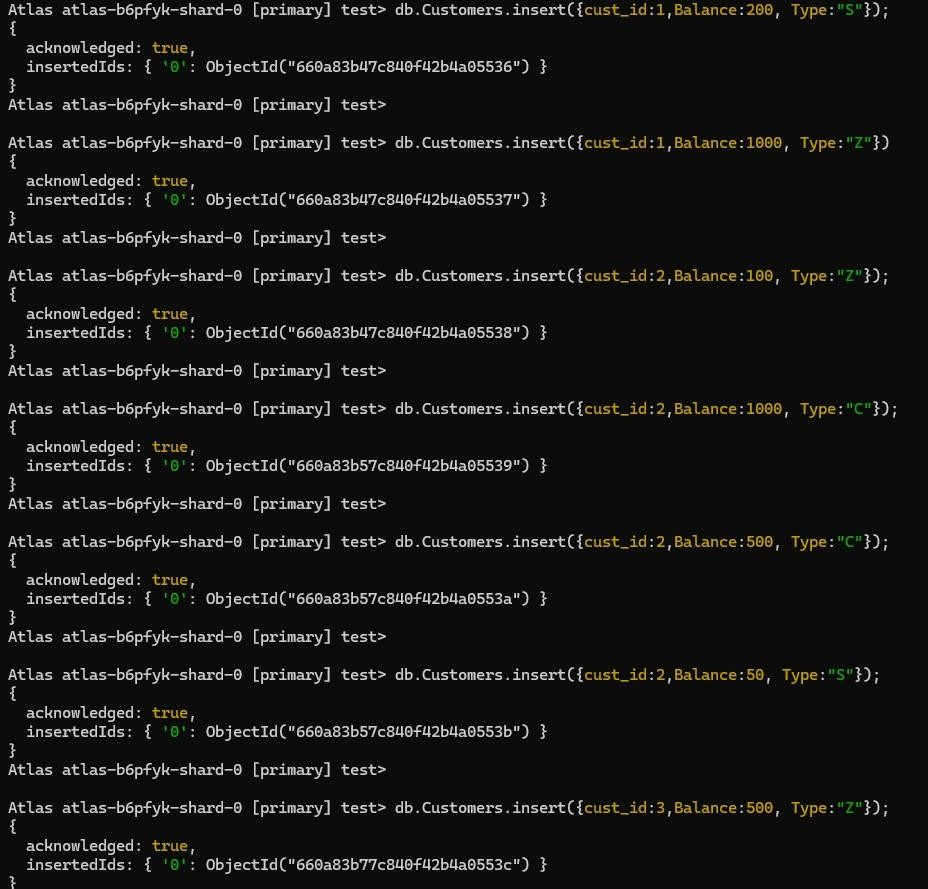 Atlas atlas-b6pfyk-shard-0 [primary] test> db.Customers.insert({cust_id:1,Balance:200, Type:"S"});
{
  acknowledged: true,
  insertedIds: { '0': ObjectId("660a83b47c840f42b4a05536") }
}
Atlas atlas-b6pfyk-shard-0 [primary] test>

Atlas atlas-b6pfyk-shard-0 [primary] test> db.Customers.insert({cust_id:1,Balance:1000, Type:"Z"})
{
  acknowledged: true,
  insertedIds: { '0': ObjectId("660a83b47c840f42b4a05537") }
}
Atlas atlas-b6pfyk-shard-0 [primary] test>

Atlas atlas-b6pfyk-shard-0 [primary] test> db.Customers.insert({cust_id:2,Balance:100, Type:"Z"});
{
  acknowledged: true,
  insertedIds: { '0': ObjectId("660a83b47c840f42b4a05538") }
}
Atlas atlas-b6pfyk-shard-0 [primary] test>

Atlas atlas-b6pfyk-shard-0 [primary] test> db.Customers.insert({cust_id:2,Balance:1000, Type:"C"});
{
  acknowledged: true,
  insertedIds: { '0': ObjectId("660a83b57c840f42b4a05539") }
}
Atlas atlas-b6pfyk-shard-0 [primary] test>

Atlas atlas-b6pfyk-shard-0 [primary] test> db.Customers.insert({cust_id:2,Balance:500, Type:"C"});
{
  acknowledged: true,
  insertedIds: { '0': ObjectId("660a83b57c840f42b4a0553a") }
}
Atlas atlas-b6pfyk-shard-0 [primary] test>

Atlas atlas-b6pfyk-shard-0 [primary] test> db.Customers.insert({cust_id:2,Balance:50, Type:"S"});
{
  acknowledged: true,
  insertedIds: { '0': ObjectId("660a83b57c840f42b4a0553b") }
}
Atlas atlas-b6pfyk-shard-0 [primary] test>

Atlas atlas-b6pfyk-shard-0 [primary] test> db.Customers.insert({cust_id:3,Balance:500, Type:"Z"});
{
  acknowledged: true,
  insertedIds: { '0': ObjectId("660a83b77c840f42b4a0553c") }
}